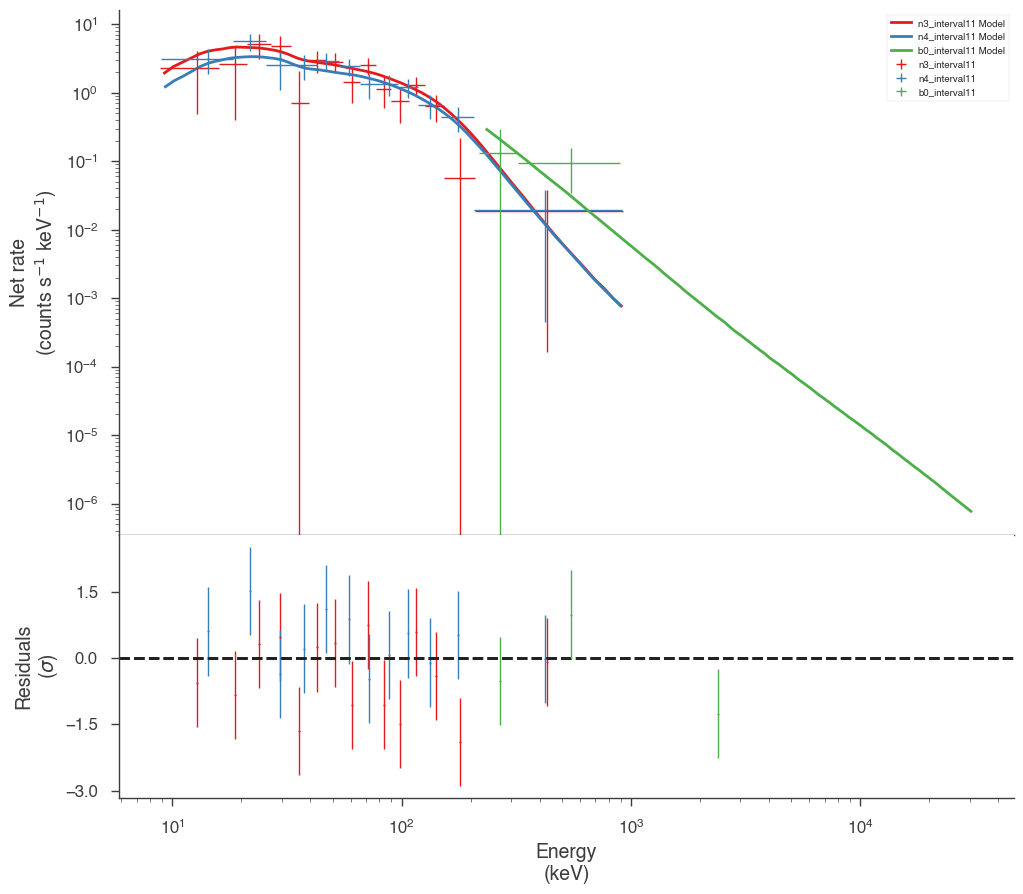 10¹
10⁰
10⁻¹
10⁻²
10⁻³
10⁻⁴
10⁻⁵
10⁻⁶
Net rate
(counts s⁻¹ keV⁻¹)
n3_interval11 Model
n4_interval11 Model
b0_interval11 Model
n3_interval11
n4_interval11
b0_interval11
1.5
0.0
−1.5
−3.0
Residuals
(σ)
10¹
10²
10³
10⁴
Energy
(keV)